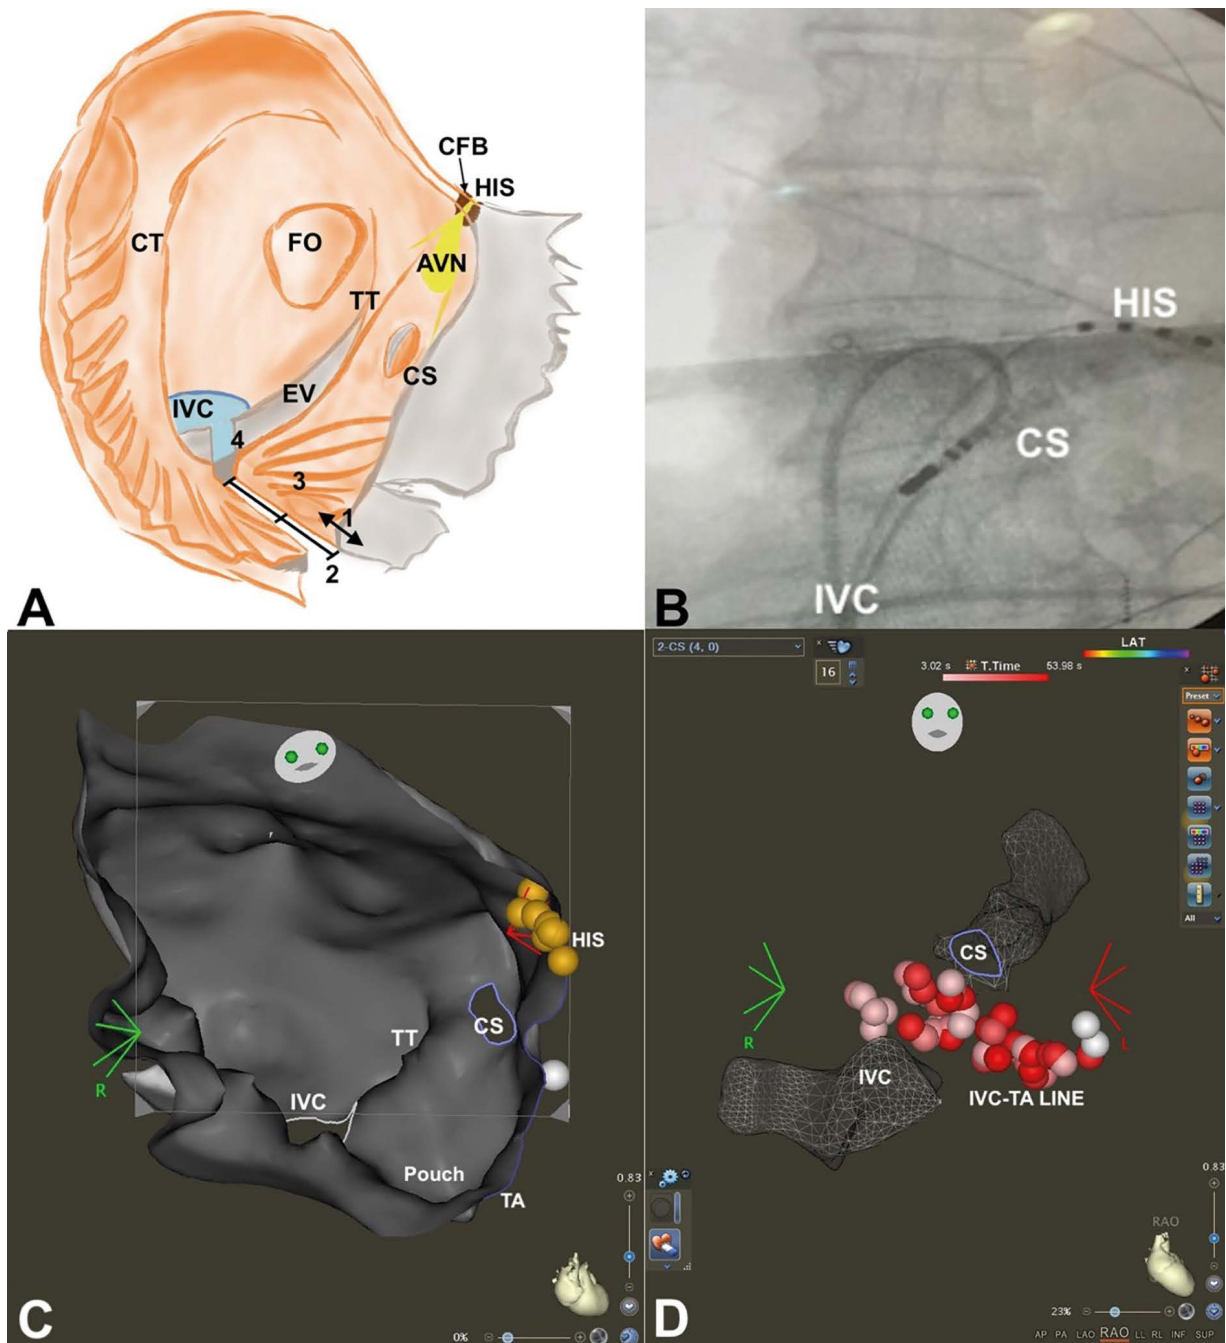 CFB
HIS
CT
FO
AVN
TT
CS
EV
IVC
4
3
1
2
A
HIS
CS
IVC
B
HIS
CS
TT
IVC
R
Pouch
TA
0.83
0%
C
2-CS (4, 0)
16
LAT
3.02 s T.Time 53.98 s
Preset
All
CS
R
L
IVC
IVC-TA LINE
0.83
RAO
23%
AP PA LAO RAO LL RL INF SUP
D